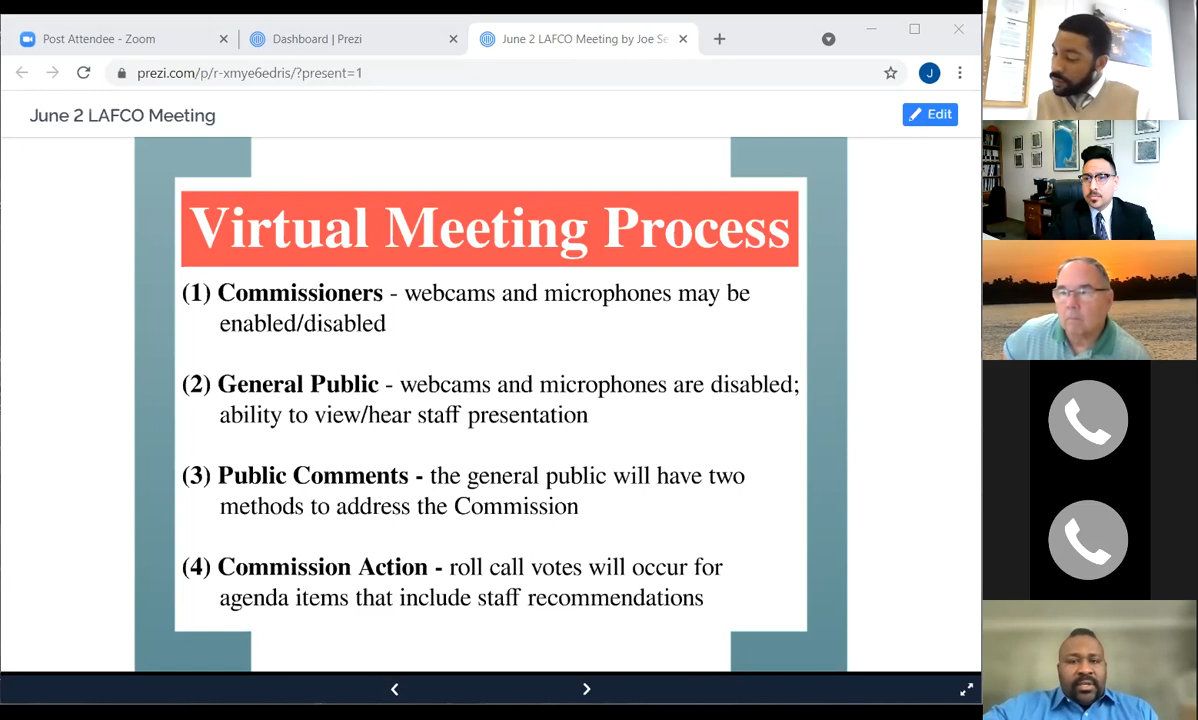 Post Attendee - Zoom
Dashboard | Prezi
June 2 LAFCO Meeting by Joe Se
prezi.com/p/r-xmye6edris/?present=1
J
June 2 LAFCO Meeting
Edit
Virtual Meeting Process
(1) Commissioners - webcams and microphones may be
enabled/disabled
(2) General Public - webcams and microphones are disabled;
ability to view/hear staff presentation
(3) Public Comments - the general public will have two
methods to address the Commission
(4) Commission Action - roll call votes will occur for
agenda items that include staff recommendations